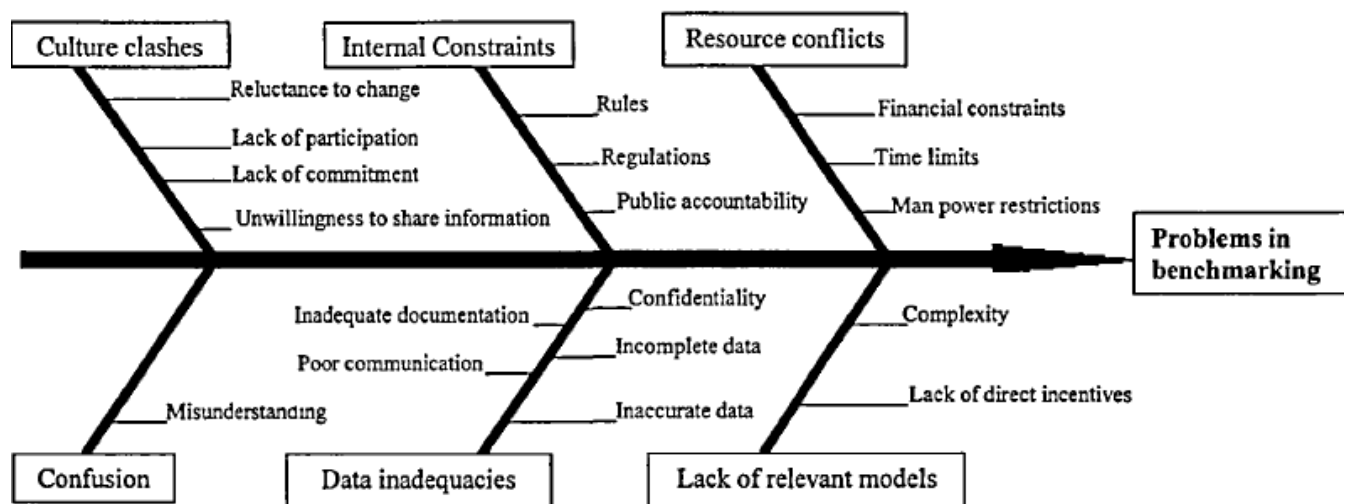 Culture clashes
Internal Constraints
Resource conflicts
Reluctance to change
Lack of participation
Lack of commitment
Unwillingness to share information
Rules
Regulations
Public accountability
Financial constraints
Time limits
Man power restrictions
Problems in
benchmarking
Misunderstanding
Inadequate documentation
Poor communication
Confidentiality
Incomplete data
Inaccurate data
Complexity
Lack of direct incentives
Confusion
Data inadequacies
Lack of relevant models